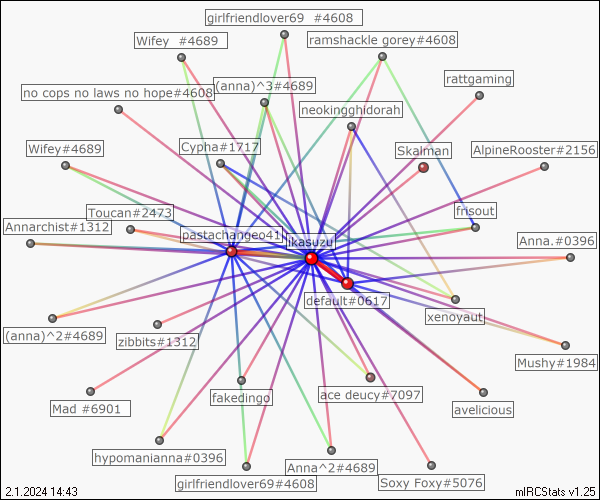 girlfriendlover69  #4608
Wifey  #4689
ramshackle gorey#4608
rattgaming
(anna)^3#4689
no cops no laws no hope#4608
neokingghidorah
Cypha#1717
Skalman
AlpineRooster#2156
Wifey#4689
Toucan#2473
frisout
Annarchist#1312
pastachangeo41
ikasuzu
Anna.#0396
default#0617
xenoyaut
(anna)^2#4689
zibbits#1312
Mushy#1984
fakedingo
ace deucy#7097
Mad #6901
avelicious
hypomanianna#0396
Anna^2#4689
girlfriendlover69#4608
Soxy Foxy#5076
2.1.2024 14:43
mIRCStats v1.25